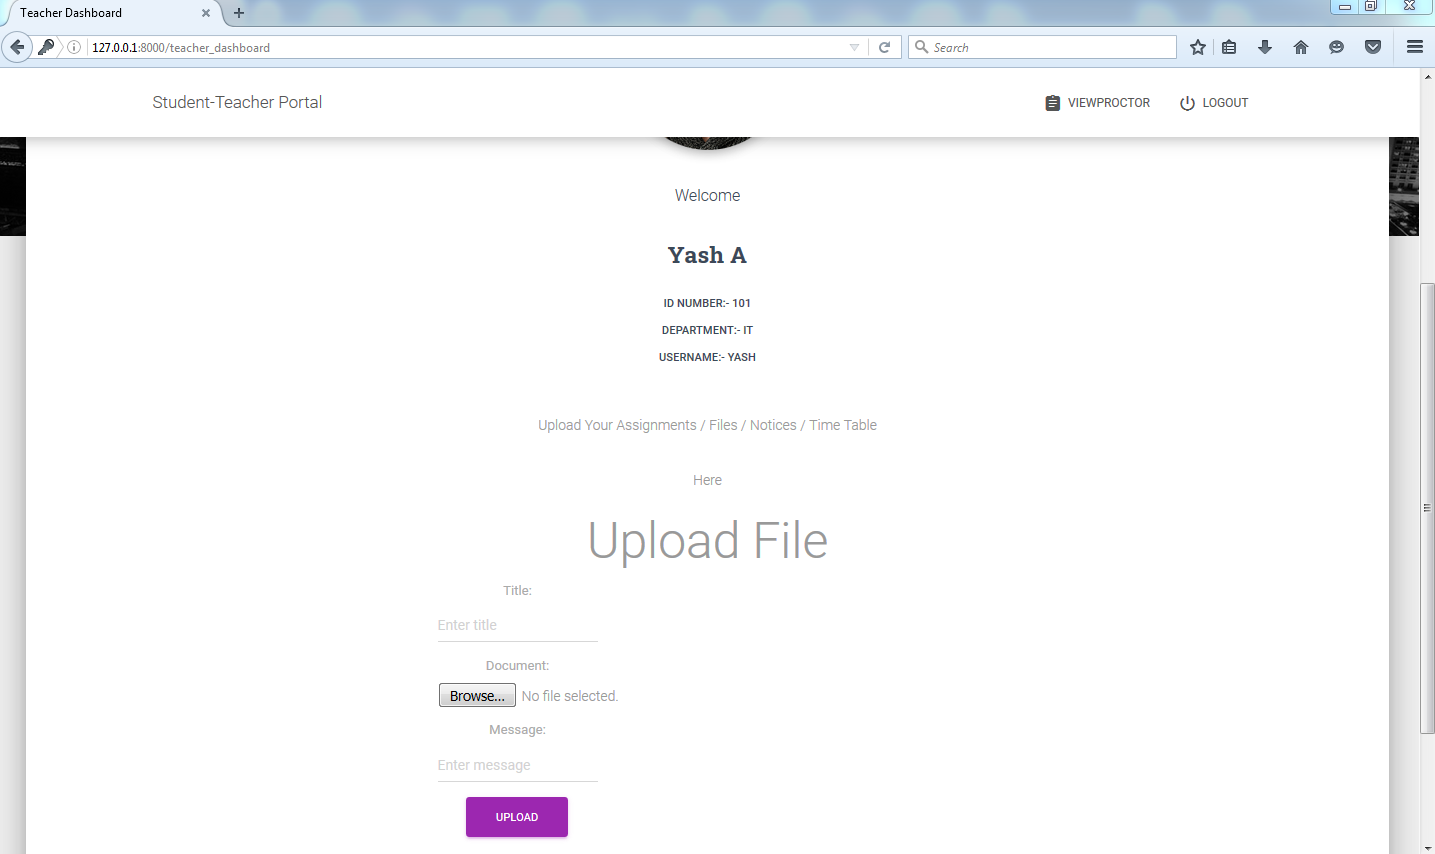 Teacher Dashboard
127.0.0.1:8000/teacher_dashboard
Search
Student-Teacher Portal
VIEWPROCTOR
LOGOUT
Welcome
Yash A
ID NUMBER:- 101
DEPARTMENT:- IT
USERNAME:- YASH
Upload Your Assignments / Files / Notices / Time Table
Here
Upload File
Title:
Enter title
Document:
Browse... No file selected.
Message:
Enter message
UPLOAD